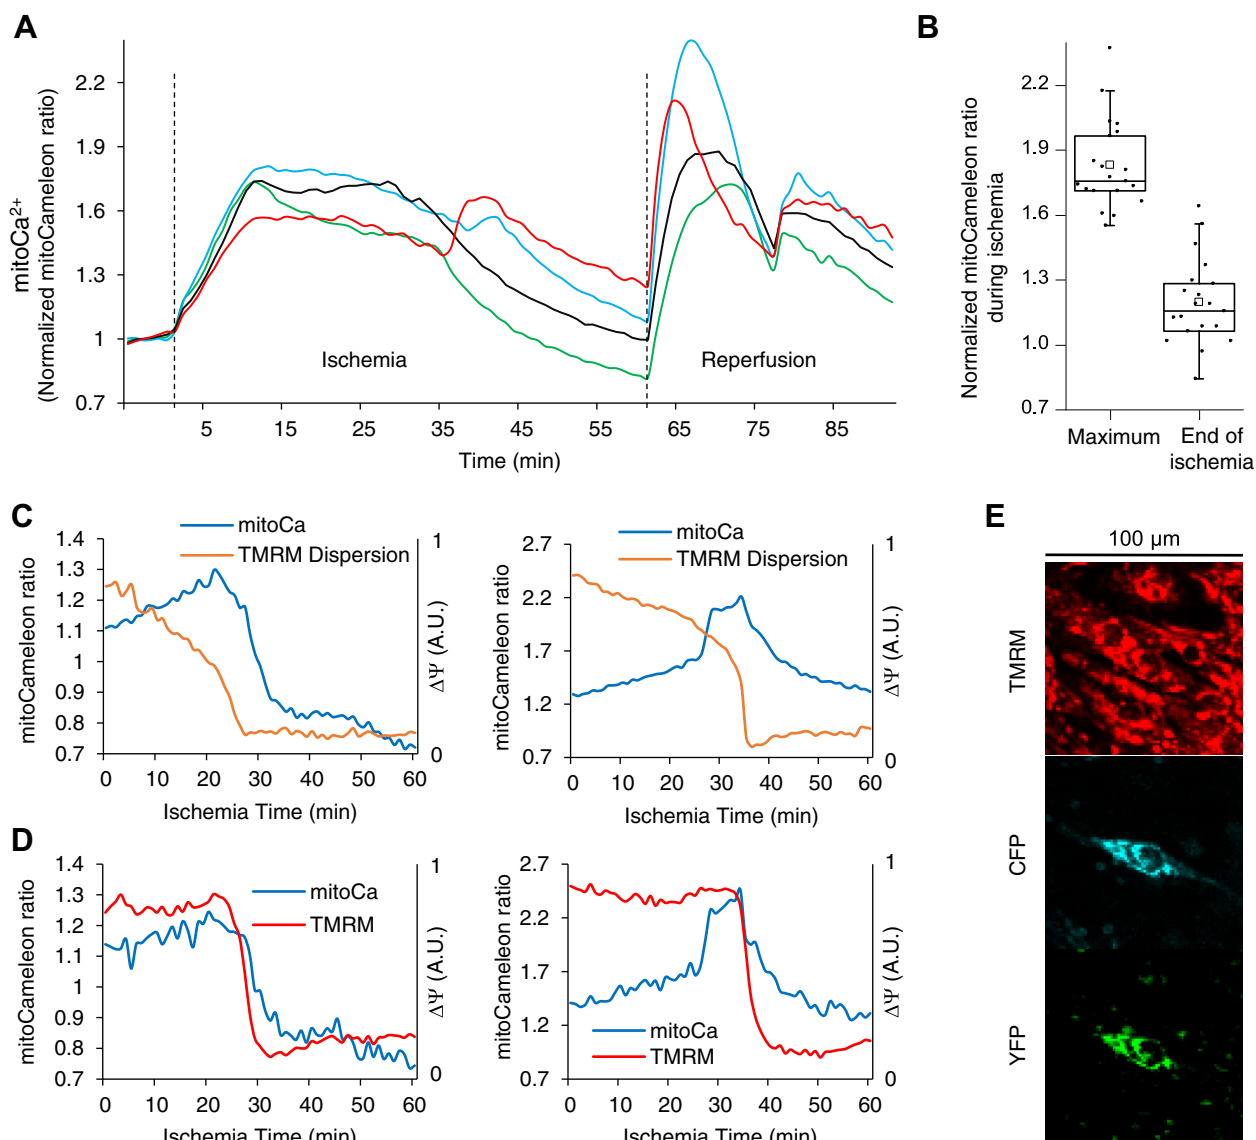 A
mitoCa2+
(Normalized mitoCameleon ratio)
2.2
1.9
1.6
1.3
1
0.7
Ischemia
Reperfusion
5 15 25 35 45 55 65 75 85
Time (min)
B
Normalized mitoCameleon ratio
during ischemia
2.2
1.9
1.6
1.3
1.0
0.7
Maximum
End of
ischemia
C
mitoCa
TMRM Dispersion
mitoCameleon ratio
1.4
1.3
1.2
1.1
1
0.9
0.8
0.7
1
0
ΔΨ (A.U.)
0 10 20 30 40 50 60
Ischemia Time (min)
mitoCa
TMRM Dispersion
mitoCameleon ratio
2.7
2.2
1.7
1.2
0.7
1
0
ΔΨ (A.U.)
0 10 20 30 40 50 60
Ischemia Time (min)
D
mitoCa
TMRM
mitoCameleon ratio
1.4
1.3
1.2
1.1
1
0.9
0.8
0.7
1
0
ΔΨ (A.U.)
0 10 20 30 40 50 60
Ischemia Time (min)
mitoCa
TMRM
mitoCameleon ratio
2.7
2.2
1.7
1.2
0.7
1
0
ΔΨ (A.U.)
0 10 20 30 40 50 60
Ischemia Time (min)
E
100 µm
TMRM
CFP
YFP